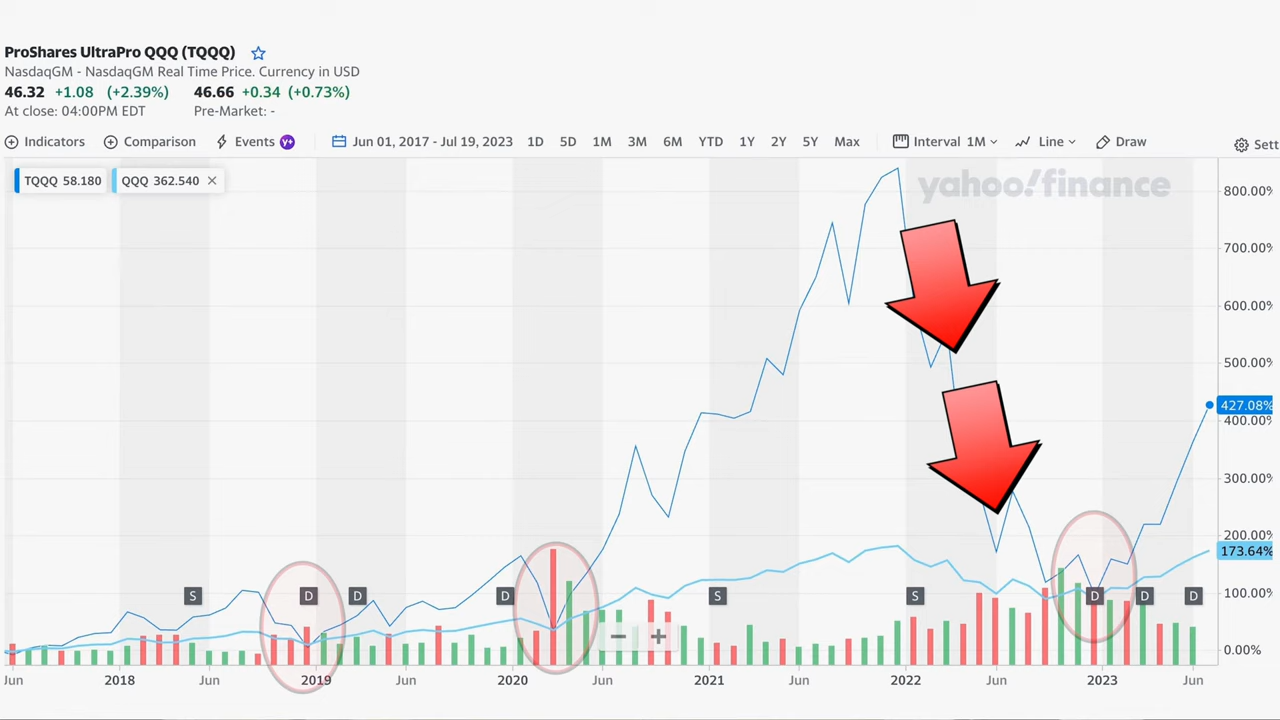 ProShares UltraPro QQQ (TQQQ)
NasdaqGM - NasdaqGM Real Time Price. Currency in USD
46.32 +1.08 (+2.39%) 46.66 +0.34 (+0.73%)
At close: 04:00PM EDT Pre-Market: -
Indicators Comparison Events Y+ Jun 01, 2017 - Jul 19, 2023 1D 5D 1M 3M 6M YTD 1Y 2Y 5Y Max Interval 1M Line Draw Sett
TQQQ 58.180 QQQ 362.540
yahoo!finance
800.00%
700.00%
600.00%
500.00%
427.08%
400.00%
300.00%
200.00%
173.64%
S D D D S S D D D
100.00%
0.00%
Jun 2018 Jun 2019 Jun 2020 Jun 2021 Jun 2022 Jun 2023 Jun